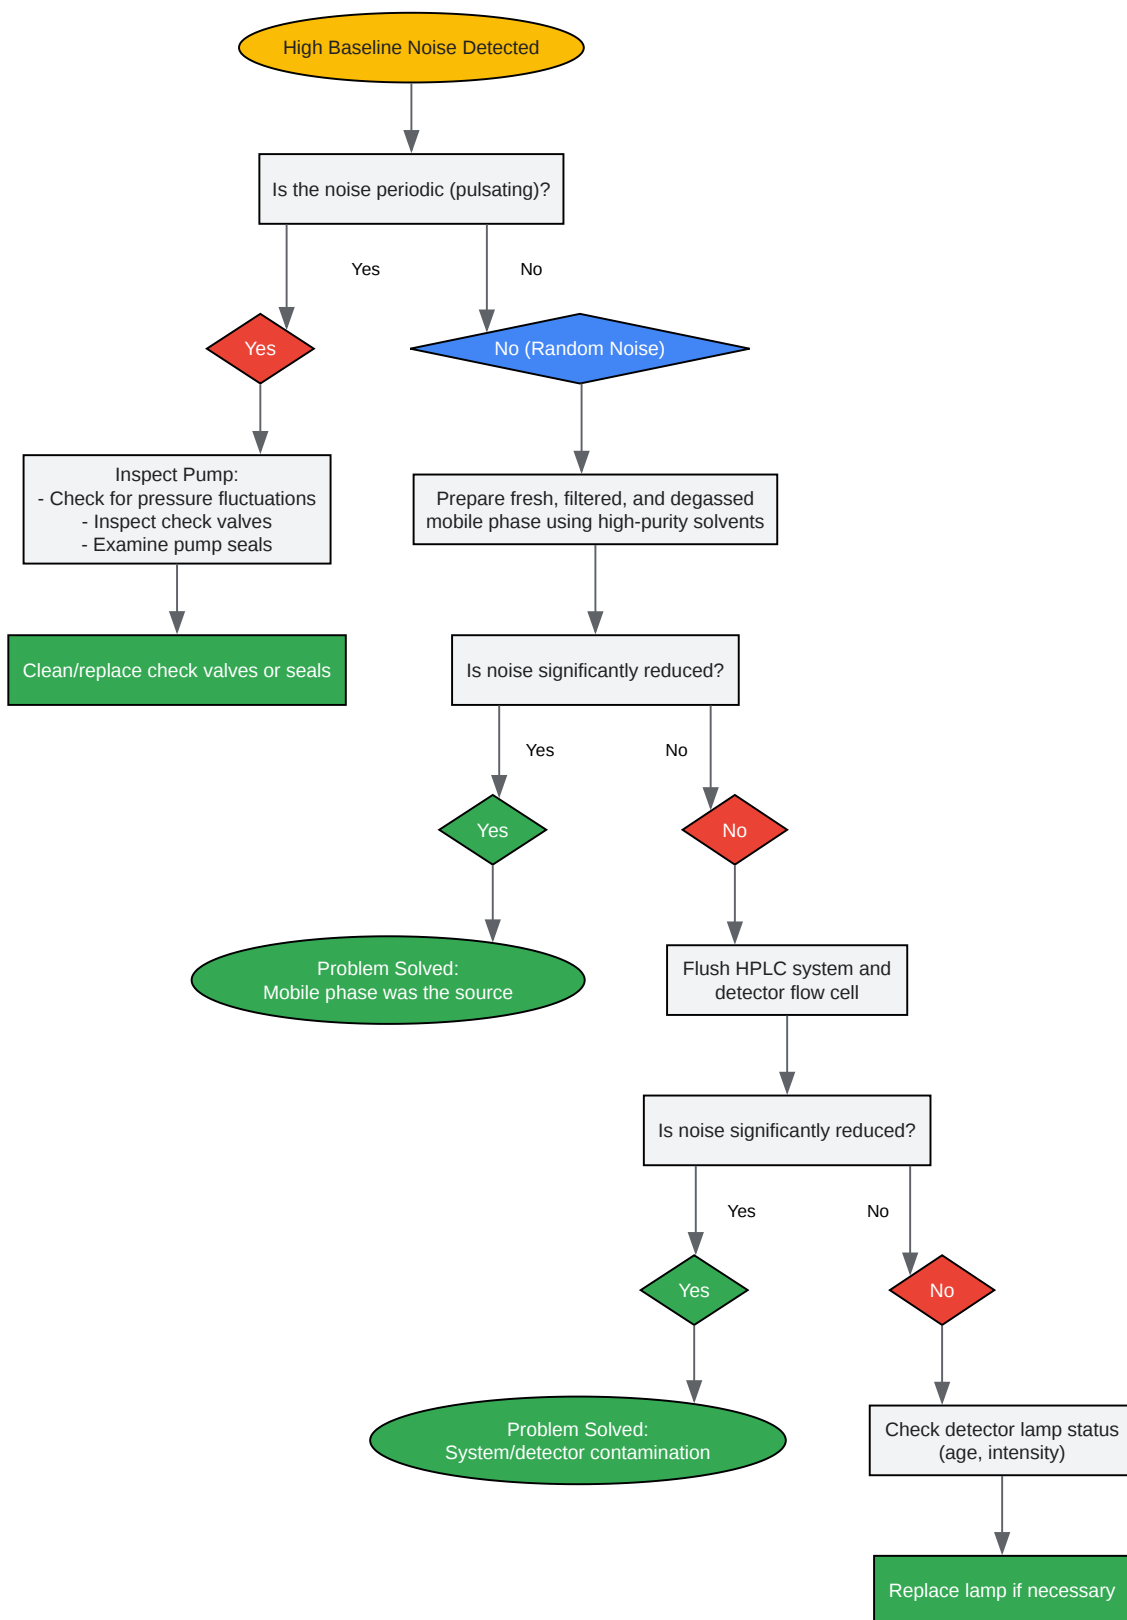 High Baseline Noise Detected
Is the noise periodic (pulsating)?
Yes
No
Yes
No (Random Noise)
Inspect Pump:
- Check for pressure fluctuations
- Inspect check valves
- Examine pump seals
Prepare fresh, filtered, and degassed
mobile phase using high-purity solvents
Clean/replace check valves or seals
Is noise significantly reduced?
Yes
No
Yes
No
Problem Solved:
Mobile phase was the source
Flush HPLC system and
detector flow cell
Is noise significantly reduced?
Yes
No
Yes
No
Problem Solved:
System/detector contamination
Check detector lamp status
(age, intensity)
Replace lamp if necessary